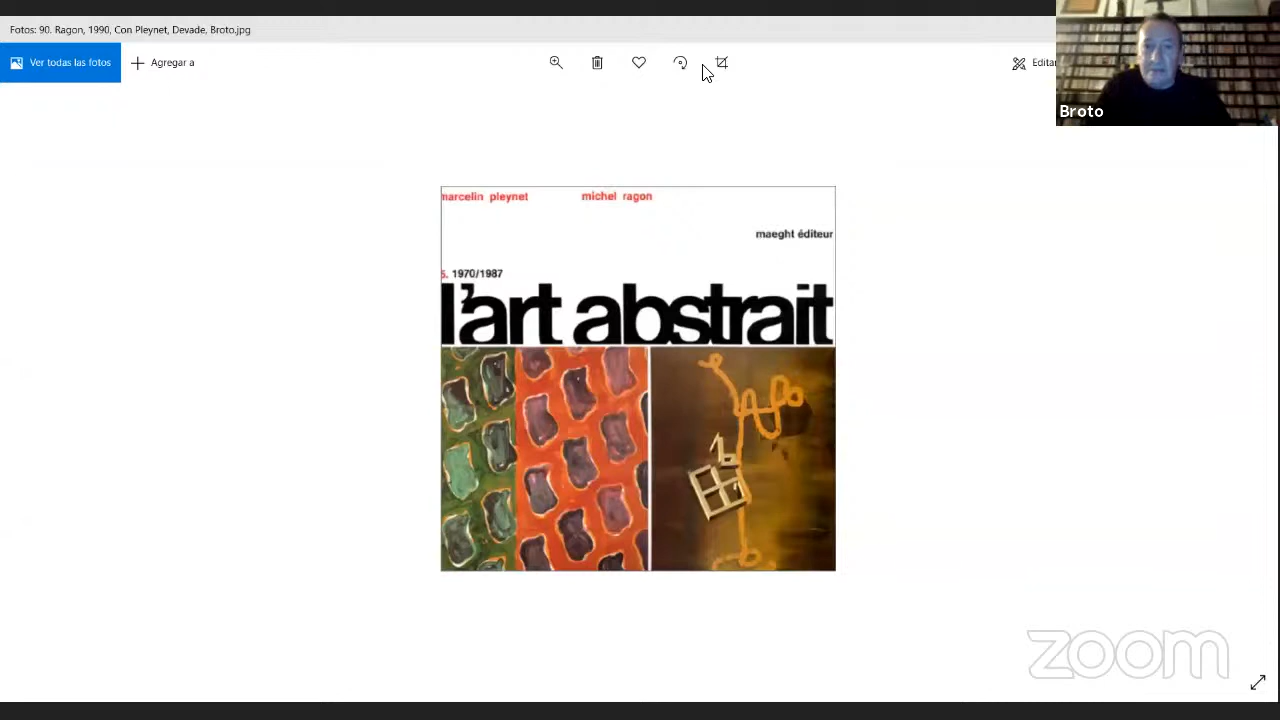 Fotos: 90. Ragon, 1990, Con Pleynet, Devade, Broto.jpg
Ver todas las fotos
Agregar a
Editar
Broto
marcelin pleynet michel ragon
maeght éditeur
5. 1970/1987
l'art abstrait
zoom